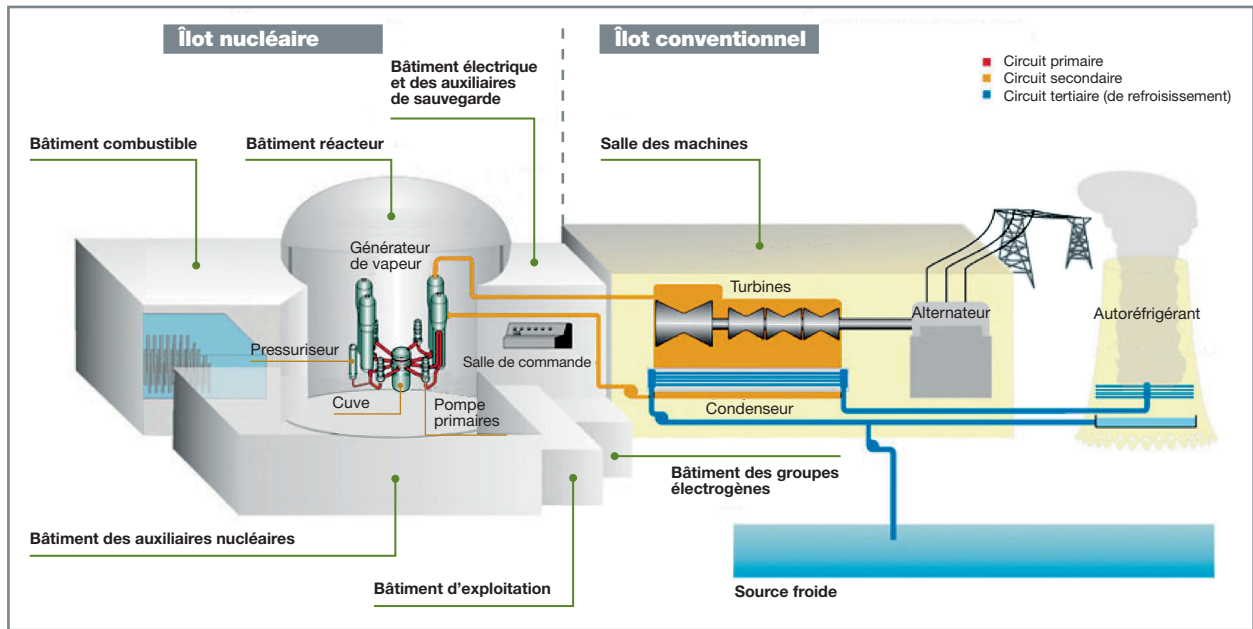 Îlot nucléaire
Îlot conventionnel
Bâtiment électrique
et des auxiliaires
de sauvegarde
Circuit primaire
Circuit secondaire
Circuit tertiaire (de refroisissement)
Bâtiment combustible
Bâtiment réacteur
Salle des machines
Générateur
de vapeur
Turbines
Alternateur
Autoréfrigérant
Pressuriseur
Salle de commande
Cuve
Pompe
primaires
Condenseur
Bâtiment des groupes
électrogènes
Bâtiment des auxiliaires nucléaires
Bâtiment d’exploitation
Source froide